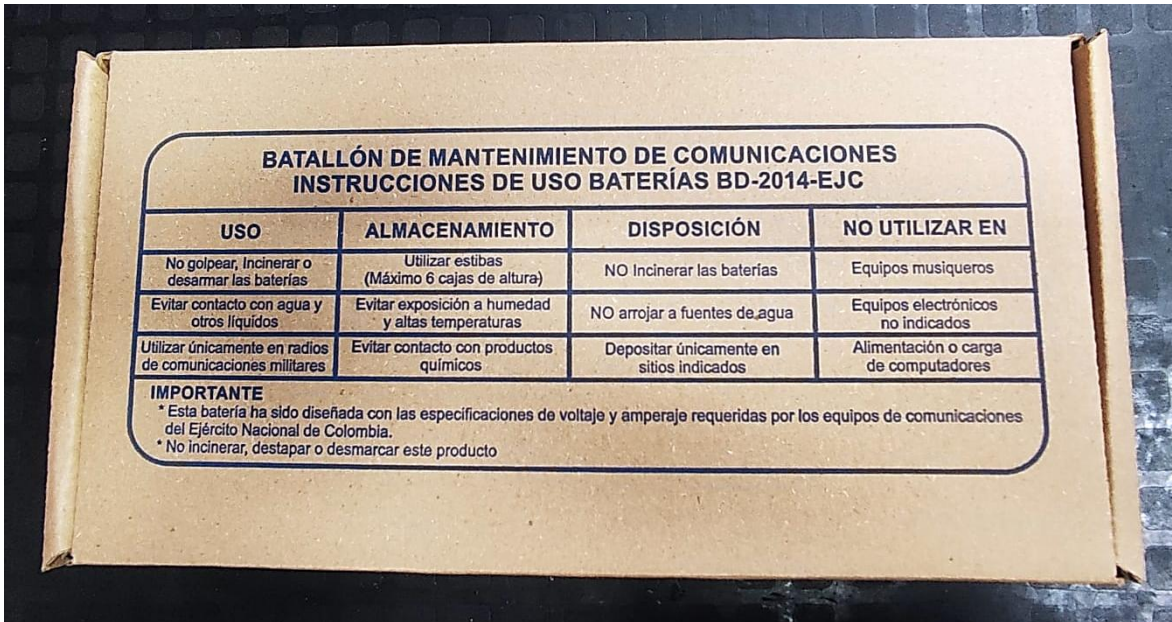 BATALLÓN DE MANTENIMIENTO DE COMUNICACIONES
INSTRUCCIONES DE USO BATERÍAS BD-2014-EJC
USO
ALMACENAMIENTO
DISPOSICIÓN
NO UTILIZAR EN
No golpear, Incinerar o
desarmar las baterías
Utilizar estibas
(Máximo 6 cajas de altura)
NO Incinerar las baterías
Equipos musiqueros
Evitar contacto con agua y
otros líquidos
Evitar exposición a humedad
y altas temperaturas
NO arrojar a fuentes de agua
Equipos electrónicos
no indicados
Utilizar únicamente en radios
de comunicaciones militares
Evitar contacto con productos
químicos
Depositar únicamente en
sitios indicados
Alimentación o carga
de computadores
IMPORTANTE
* Esta batería ha sido diseñada con las especificaciones de voltaje y amperaje requeridas por los equipos de comunicaciones
del Ejército Nacional de Colombia.
* No incinerar, destapar o desmarcar este producto